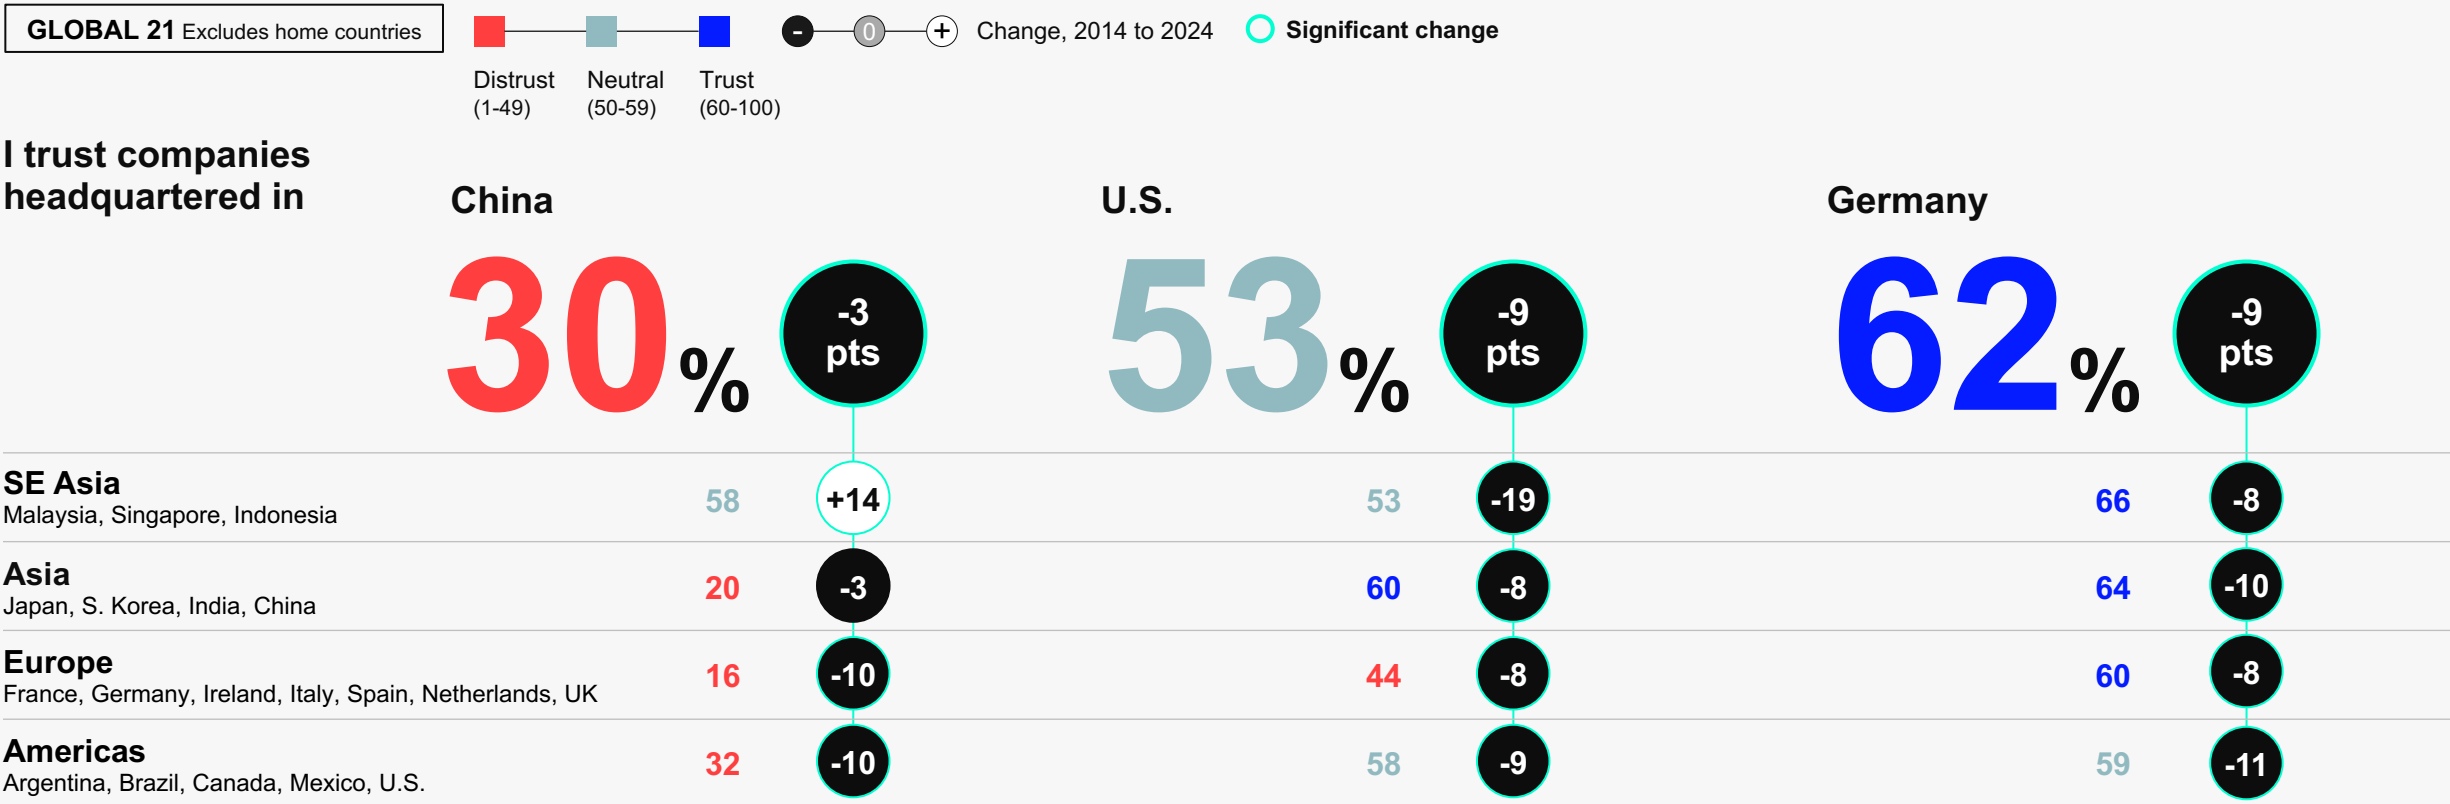 GLOBAL 21 Excludes home countries
- 0 + Change, 2014 to 2024
Significant change
Distrust
(1-49)
Neutral
(50-59)
Trust
(60-100)
I trust companies
headquartered in
China
U.S.
Germany
30%
-3
pts
53%
-9
pts
62%
-9
pts
SE Asia
Malaysia, Singapore, Indonesia
58 +14 53 -19 66 -8
Asia
Japan, S. Korea, India, China
20 -3 60 -8 64 -10
Europe
France, Germany, Ireland, Italy, Spain, Netherlands, UK
16 -10 44 -8 60 -8
Americas
Argentina, Brazil, Canada, Mexico, U.S.
32 -10 58 -9 59 -11